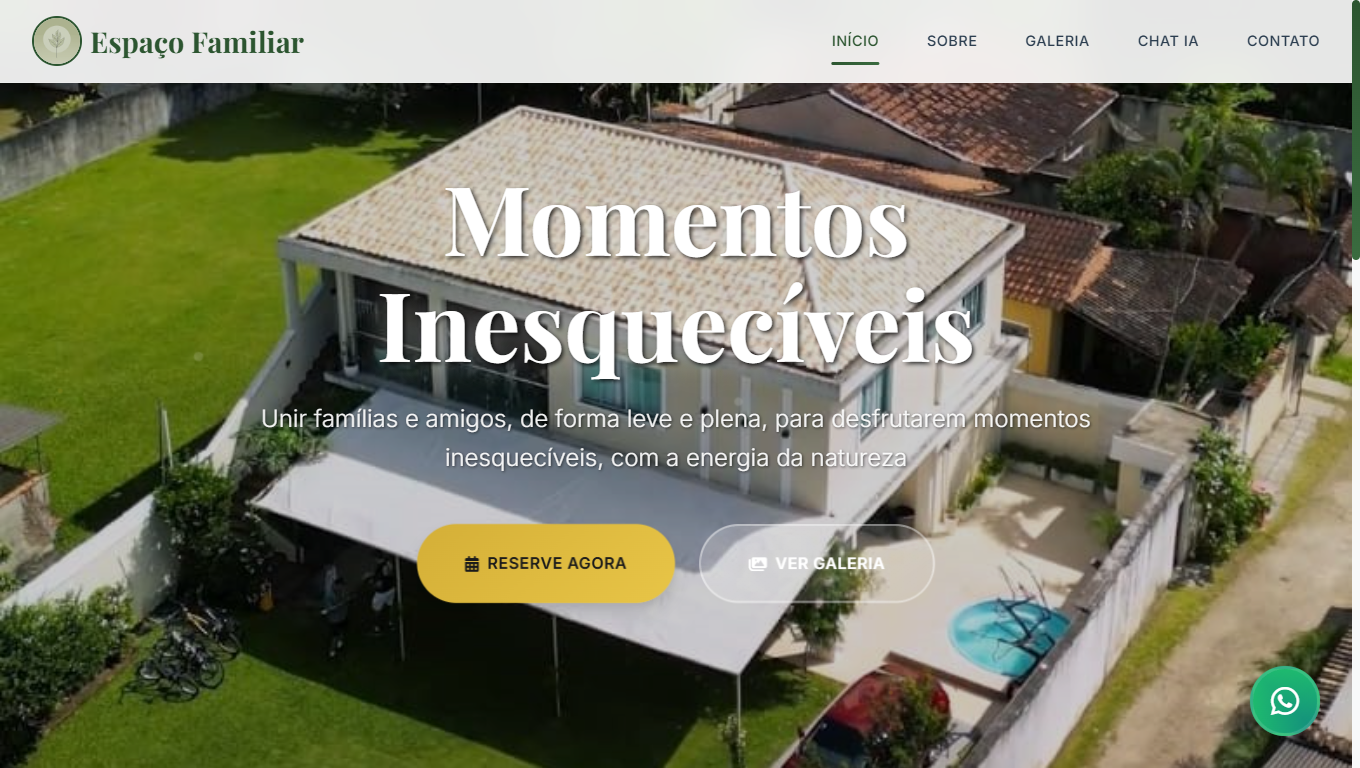 Espaço Familiar
INÍCIO SOBRE GALERIA CHAT IA CONTATO
Momentos
Inesquecíveis
Unir famílias e amigos, de forma leve e plena, para desfrutarem momentos
inesquecíveis, com a energia da natureza
RESERVE AGORA VER GALERIA